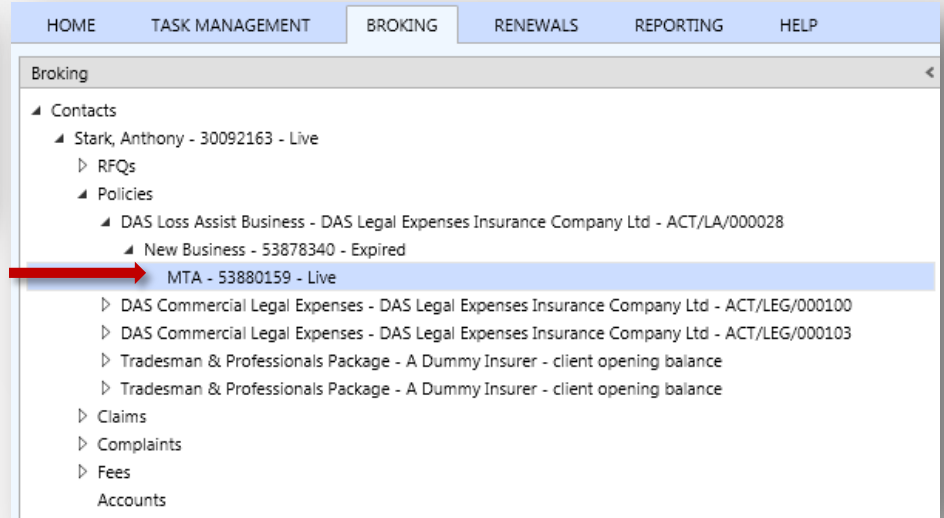 HOME TASK MANAGEMENT BROKING RENEWALS REPORTING HELP
Broking
Contacts
Stark, Anthony - 30092163 - Live
RFQs
Policies
DAS Loss Assist Business - DAS Legal Expenses Insurance Company Ltd - ACT/LA/000028
New Business - 53878340 - Expired
MTA - 53880159 - Live
DAS Commercial Legal Expenses - DAS Legal Expenses Insurance Company Ltd - ACT/LEG/000100
DAS Commercial Legal Expenses - DAS Legal Expenses Insurance Company Ltd - ACT/LEG/000103
Tradesman & Professionals Package - A Dummy Insurer - client opening balance
Tradesman & Professionals Package - A Dummy Insurer - client opening balance
Claims
Complaints
Fees
Accounts